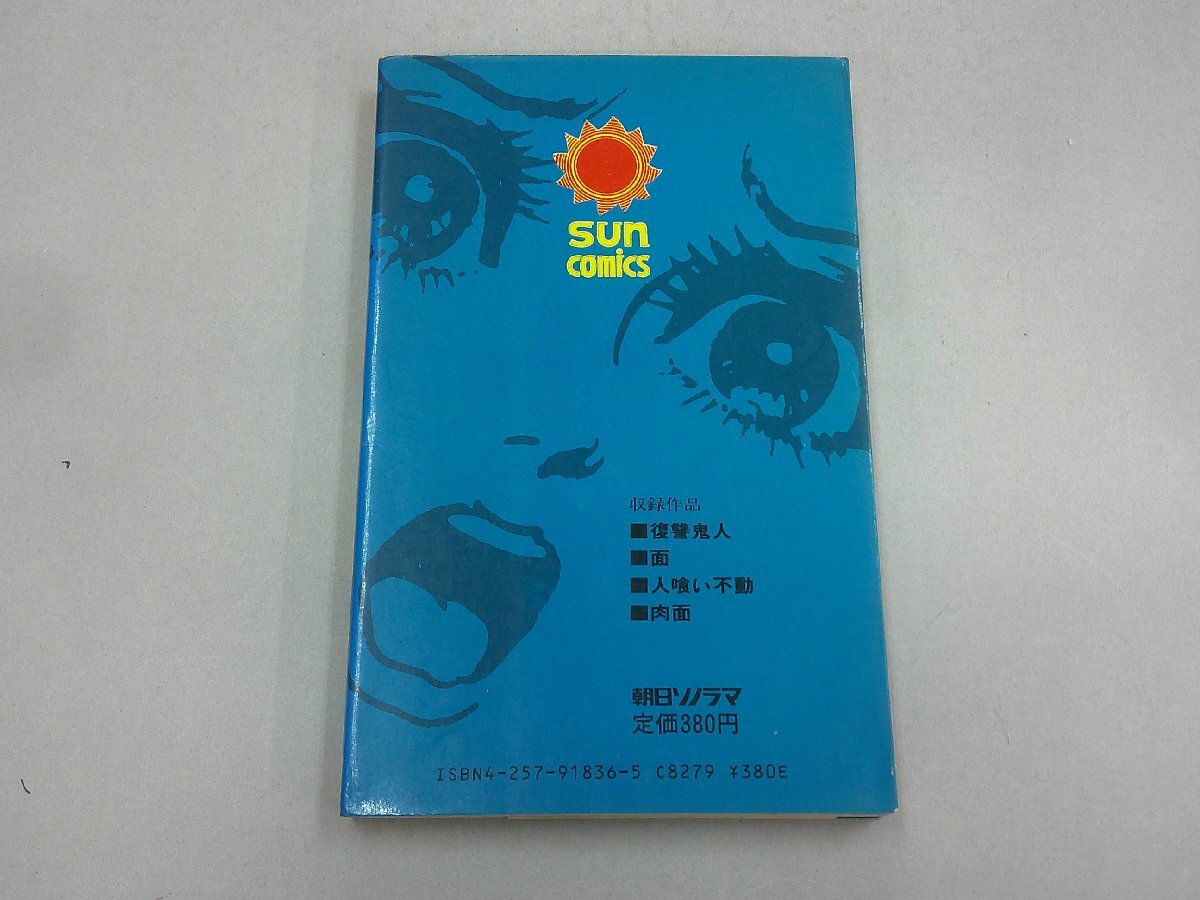 sun
comics
収録作品
■復讐鬼人
■面
■人喰い不動
■肉面
朝日ソノラマ
定価380円
ISBN4-257-91836-5 C8279 ¥380E